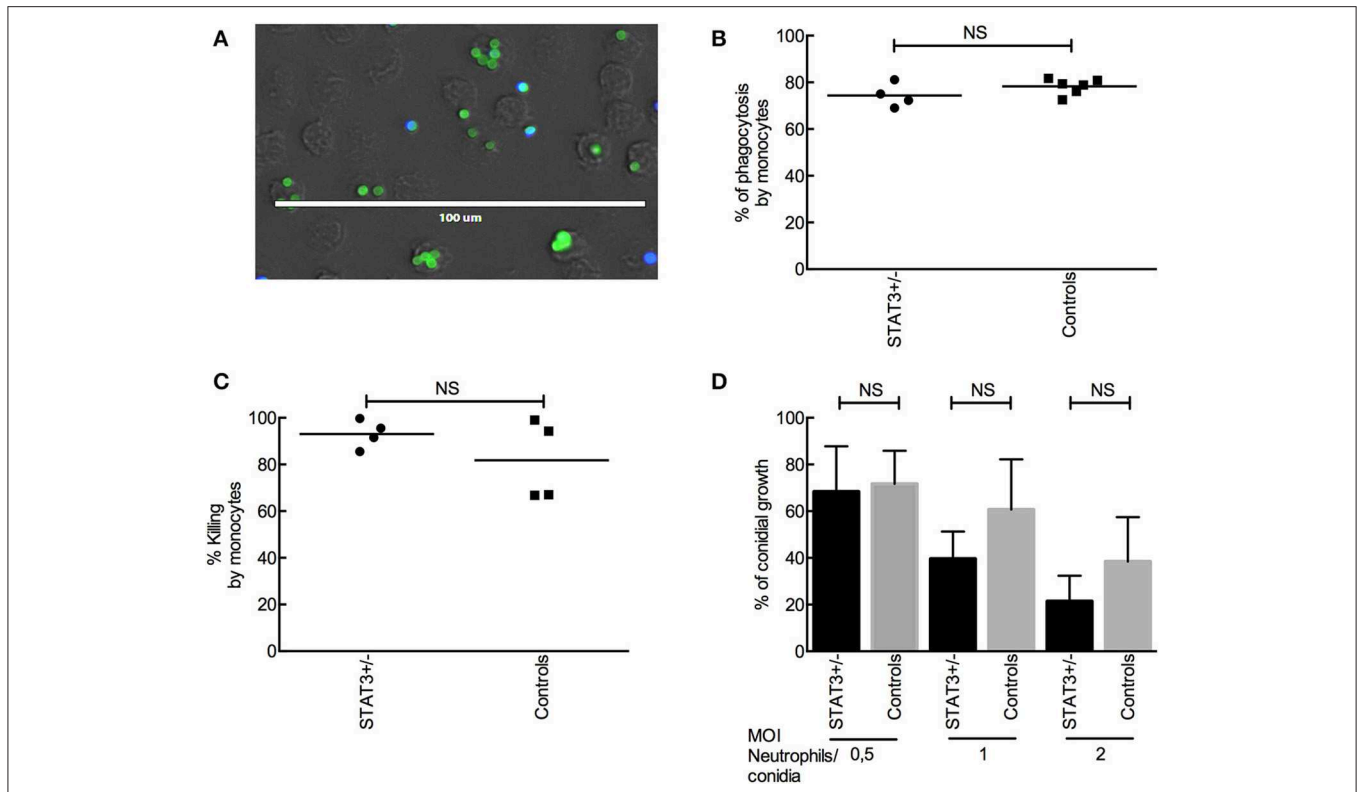 A
100 um
B
NS
100
80
60
40
20
0
% of phagocytosis
by monocytes
STAT3+/-
Controls
C
NS
100
80
60
40
20
0
% Killing
by monocytes
STAT3+/-
Controls
D
NS NS NS
100
80
60
40
20
0
% of conidial growth
STAT3+/- Controls STAT3+/- Controls STAT3+/- Controls
MOI
Neutrophils/ 0,5 1 2
conidia